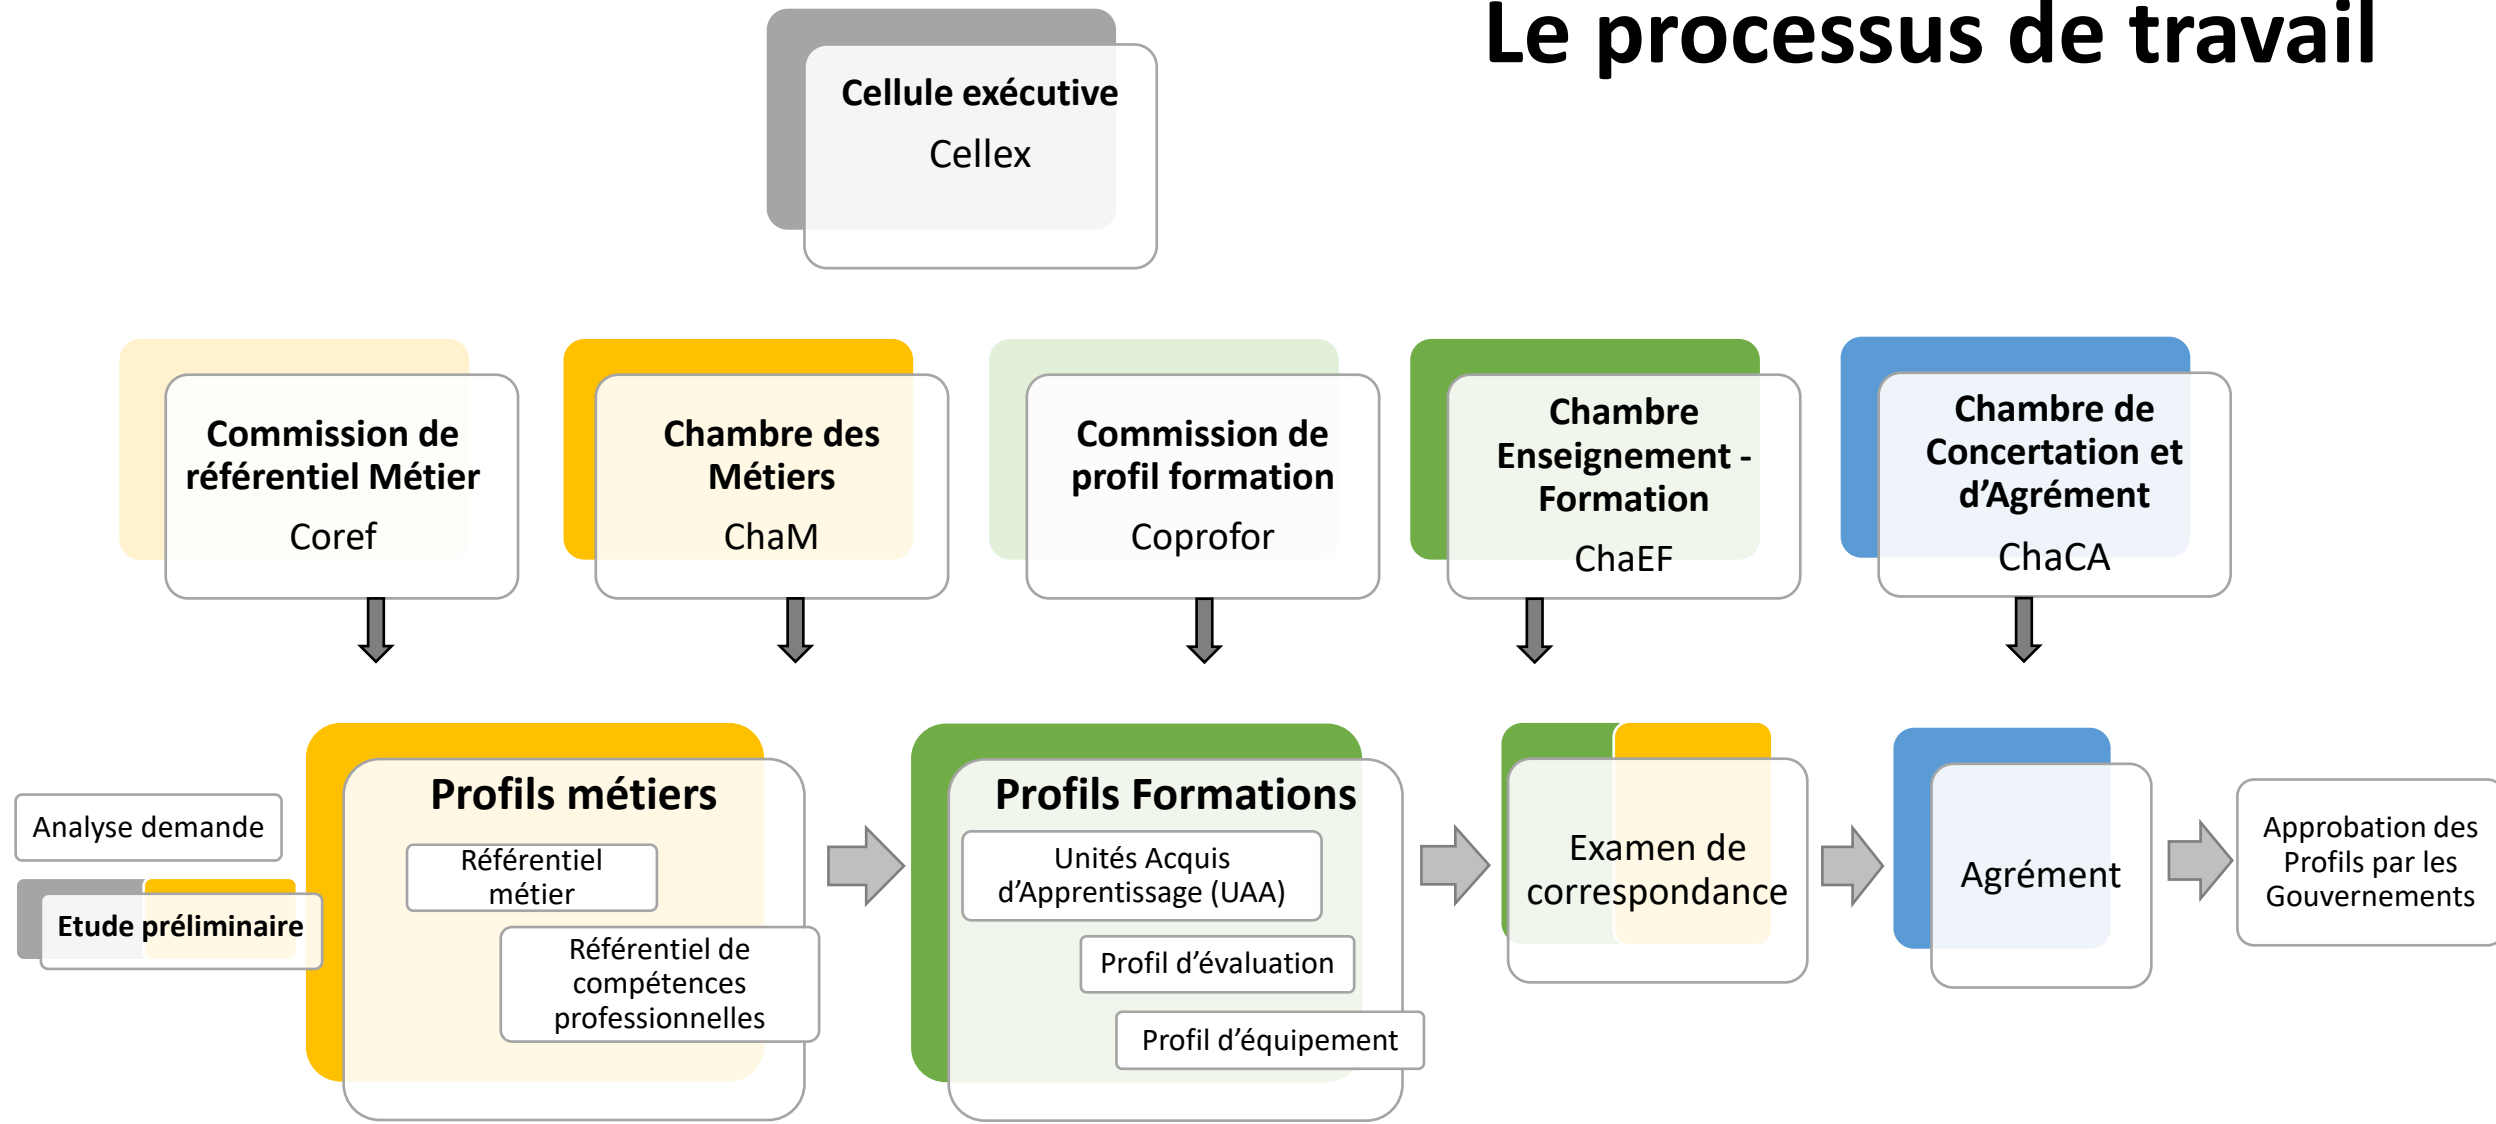 Le processus de travail
Cellule exécutive
Cellex
Commission de
référentiel Métier
Coref
Chambre des
Métiers
ChaM
Commission de
profil formation
Coprofor
Chambre
Enseignement -
Formation
ChaEF
Chambre de
Concertation et
d’Agrément
ChaCA
Analyse demande
Etude préliminaire
Profils métiers
Référentiel
métier
Référentiel de
compétences
professionnelles
Profils Formations
Unités Acquis
d’Apprentissage (UAA)
Profil d’évaluation
Profil d’équipement
Examen de
correspondance
Agrément
Approbation des
Profils par les
Gouvernements